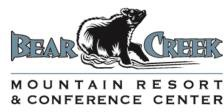 BEAR CREEK
MOUNTAIN RESORT
& CONFERENCE CENTER